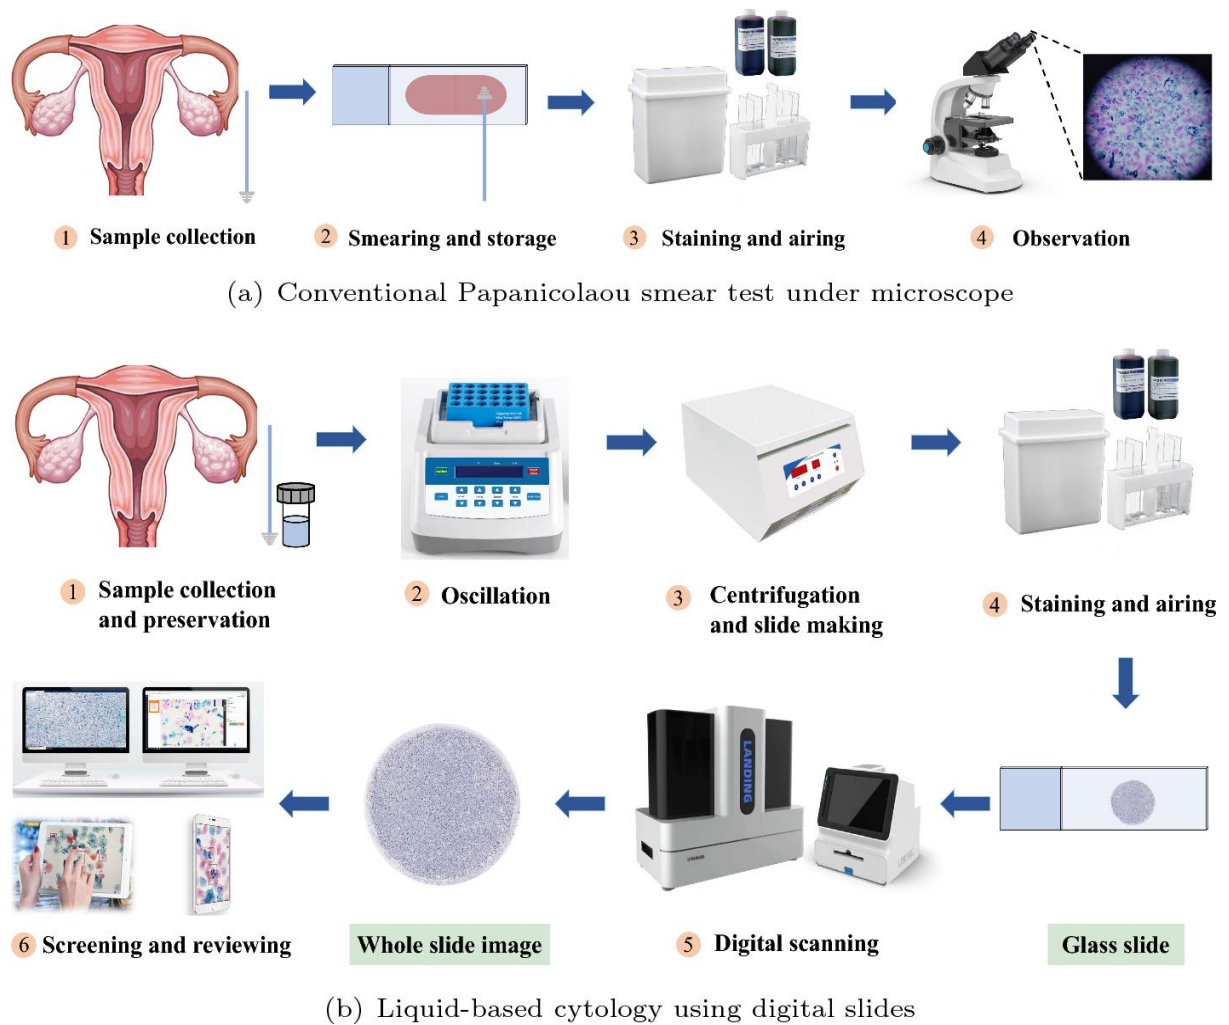 1 Sample collection
2 Smearing and storage
3 Staining and airing
4 Observation
(a) Conventional Papanicolaou smear test under microscope
1 Sample collection
and preservation
2 Oscillation
3 Centrifugation
and slide making
4 Staining and airing
LANDING
6 Screening and reviewing
Whole slide image
5 Digital scanning
Glass slide
(b) Liquid-based cytology using digital slides